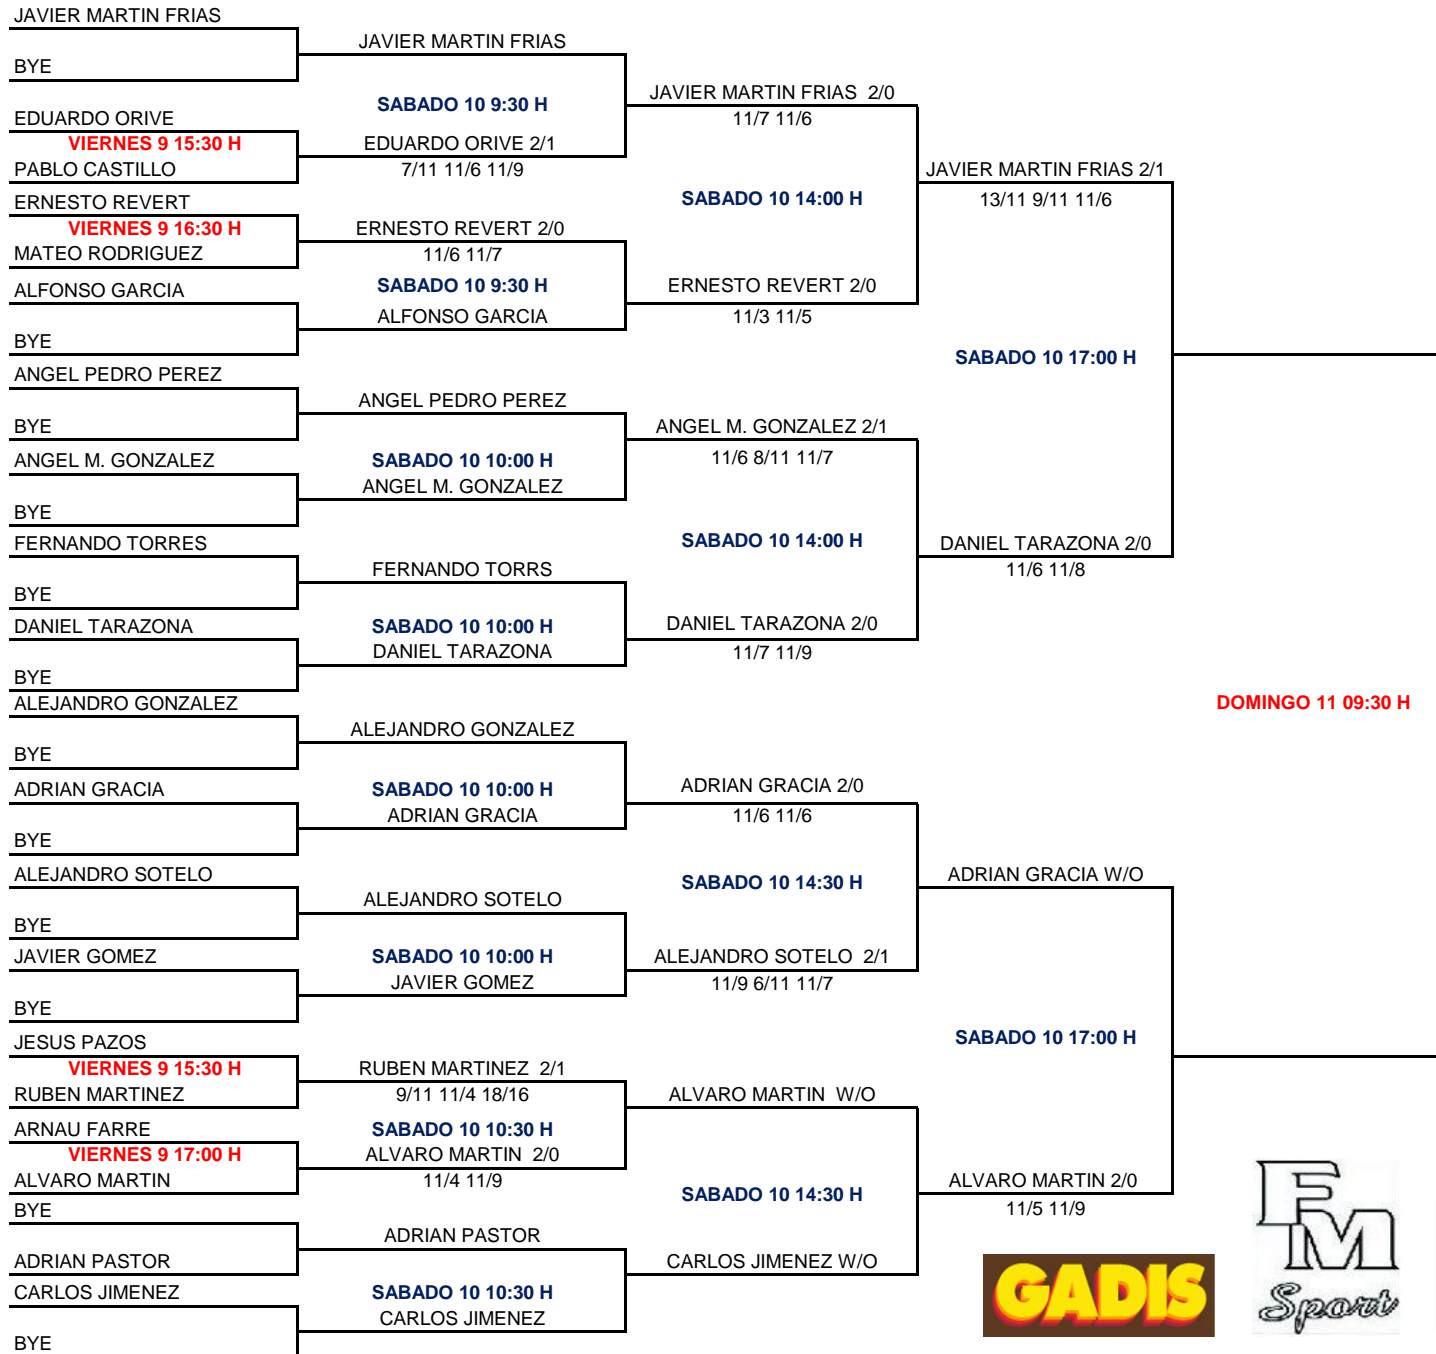 JAVIER MARTIN FRIAS
JAVIER MARTIN FRIAS
BYE
JAVIER MARTIN FRIAS 2/0
SABADO 10 9:30 H
11/7 11/6
EDUARDO ORIVE
VIERNES 9 15:30 H
EDUARDO ORIVE 2/1
PABLO CASTILLO
7/11 11/6 11/9
JAVIER MARTIN FRIAS 2/1
13/11 9/11 11/6
ERNESTO REVERT
SABADO 10 14:00 H
VIERNES 9 16:30 H
ERNESTO REVERT 2/0
MATEO RODRIGUEZ
11/6 11/7
SABADO 10 9:30 H
ERNESTO REVERT 2/0
ALFONSO GARCIA
ALFONSO GARCIA
11/3 11/5
BYE
SABADO 10 17:00 H
ANGEL PEDRO PEREZ
ANGEL PEDRO PEREZ
BYE
ANGEL M. GONZALEZ 2/1
ANGEL M. GONZALEZ
SABADO 10 10:00 H
11/6 8/11 11/7
ANGEL M. GONZALEZ
BYE
FERNANDO TORRES
SABADO 10 14:00 H
DANIEL TARAZONA 2/0
FERNANDO TORRS
11/6 11/8
BYE
DANIEL TARAZONA
SABADO 10 10:00 H
DANIEL TARAZONA 2/0
DANIEL TARAZONA
11/7 11/9
BYE
ALEJANDRO GONZALEZ
DOMINGO 11 09:30 H
ALEJANDRO GONZALEZ
BYE
ADRIAN GRACIA
SABADO 10 10:00 H
ADRIAN GRACIA 2/0
ADRIAN GRACIA
11/6 11/6
BYE
ALEJANDRO SOTELO
SABADO 10 14:30 H
ADRIAN GRACIA W/O
ALEJANDRO SOTELO
BYE
JAVIER GOMEZ
SABADO 10 10:00 H
ALEJANDRO SOTELO 2/1
JAVIER GOMEZ
11/9 6/11 11/7
BYE
JESUS PAZOS
SABADO 10 17:00 H
VIERNES 9 15:30 H
RUBEN MARTINEZ 2/1
RUBEN MARTINEZ
9/11 11/4 18/16
ALVARO MARTIN W/O
ARNAU FARRE
SABADO 10 10:30 H
VIERNES 9 17:00 H
ALVARO MARTIN 2/0
ALVARO MARTIN
11/4 11/9
SABADO 10 14:30 H
ALVARO MARTIN 2/0
BYE
11/5 11/9
ADRIAN PASTOR
ADRIAN PASTOR
CARLOS JIMENEZ W/O
CARLOS JIMENEZ
SABADO 10 10:30 H
CARLOS JIMENEZ
BYE
GADIS
FM
Sport